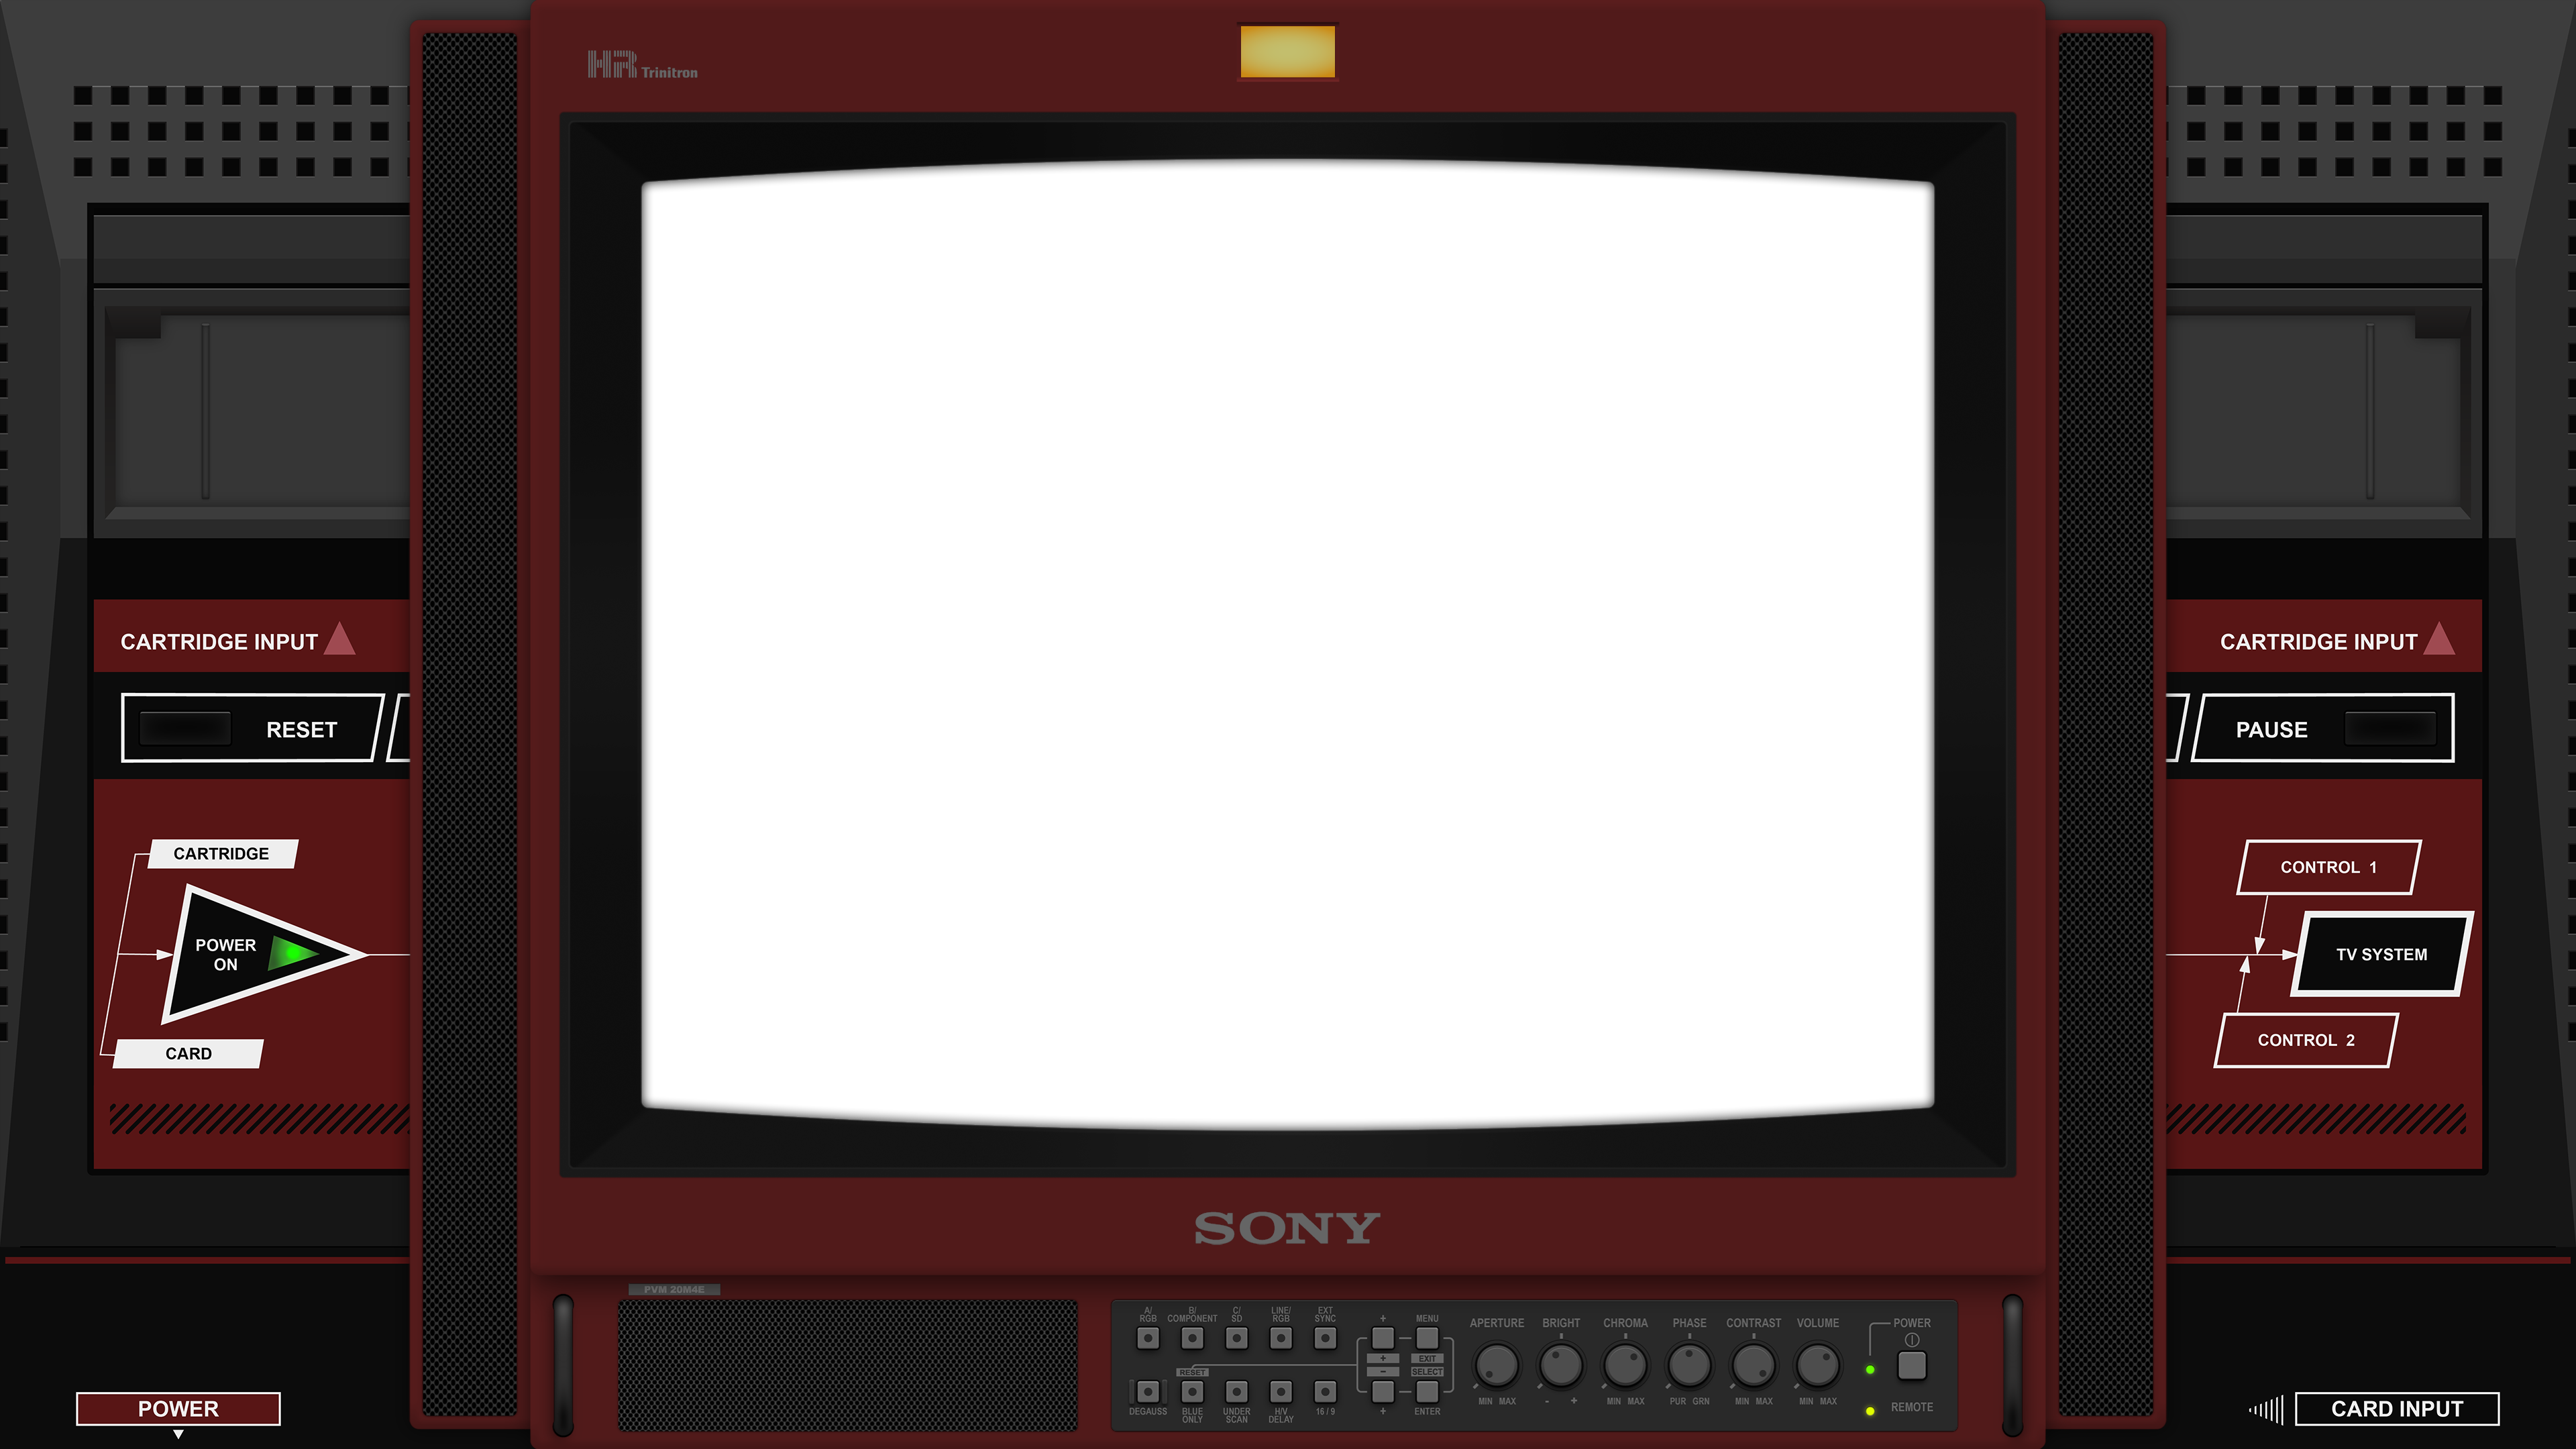 HR Trinitron
CARTRIDGE INPUT
CARTRIDGE INPUT
RESET
PAUSE
CARTRIDGE
POWER
ON
CARD
CONTROL 1
TV SYSTEM
CONTROL 2
SONY
PVM 20M4E
A/
RGB
B/
COMPONENT
C/
SD
LINE/
RGB
EXT
SYNC
+
MENU
+
EXIT
−
SELECT
RESET
DEGAUSS
BLUE
ONLY
UNDER
SCAN
H/V
DELAY
16 / 9
+
ENTER
APERTURE
BRIGHT
CHROMA
PHASE
CONTRAST
VOLUME
MIN MAX
- +
MIN MAX
PUR GRN
MIN MAX
MIN MAX
POWER
REMOTE
POWER
CARD INPUT